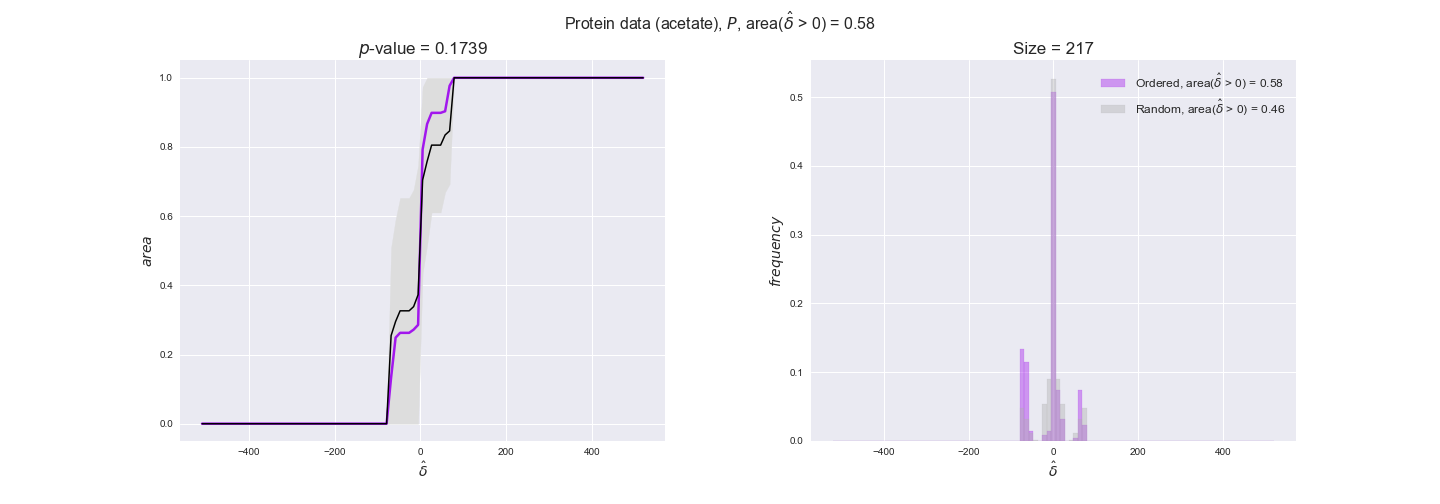 Protein data (acetate), P, area(δ̂ > 0) = 0.58
p-value = 0.1739
1.0
0.8
0.6
0.4
0.2
0.0
−400
−200
0
200
400
area
δ̂
Size = 217
Ordered, area(δ̂ > 0) = 0.58
Random, area(δ̂ > 0) = 0.46
0.5
0.4
0.3
0.2
0.1
0.0
−400
−200
0
200
400
frequency
δ̂